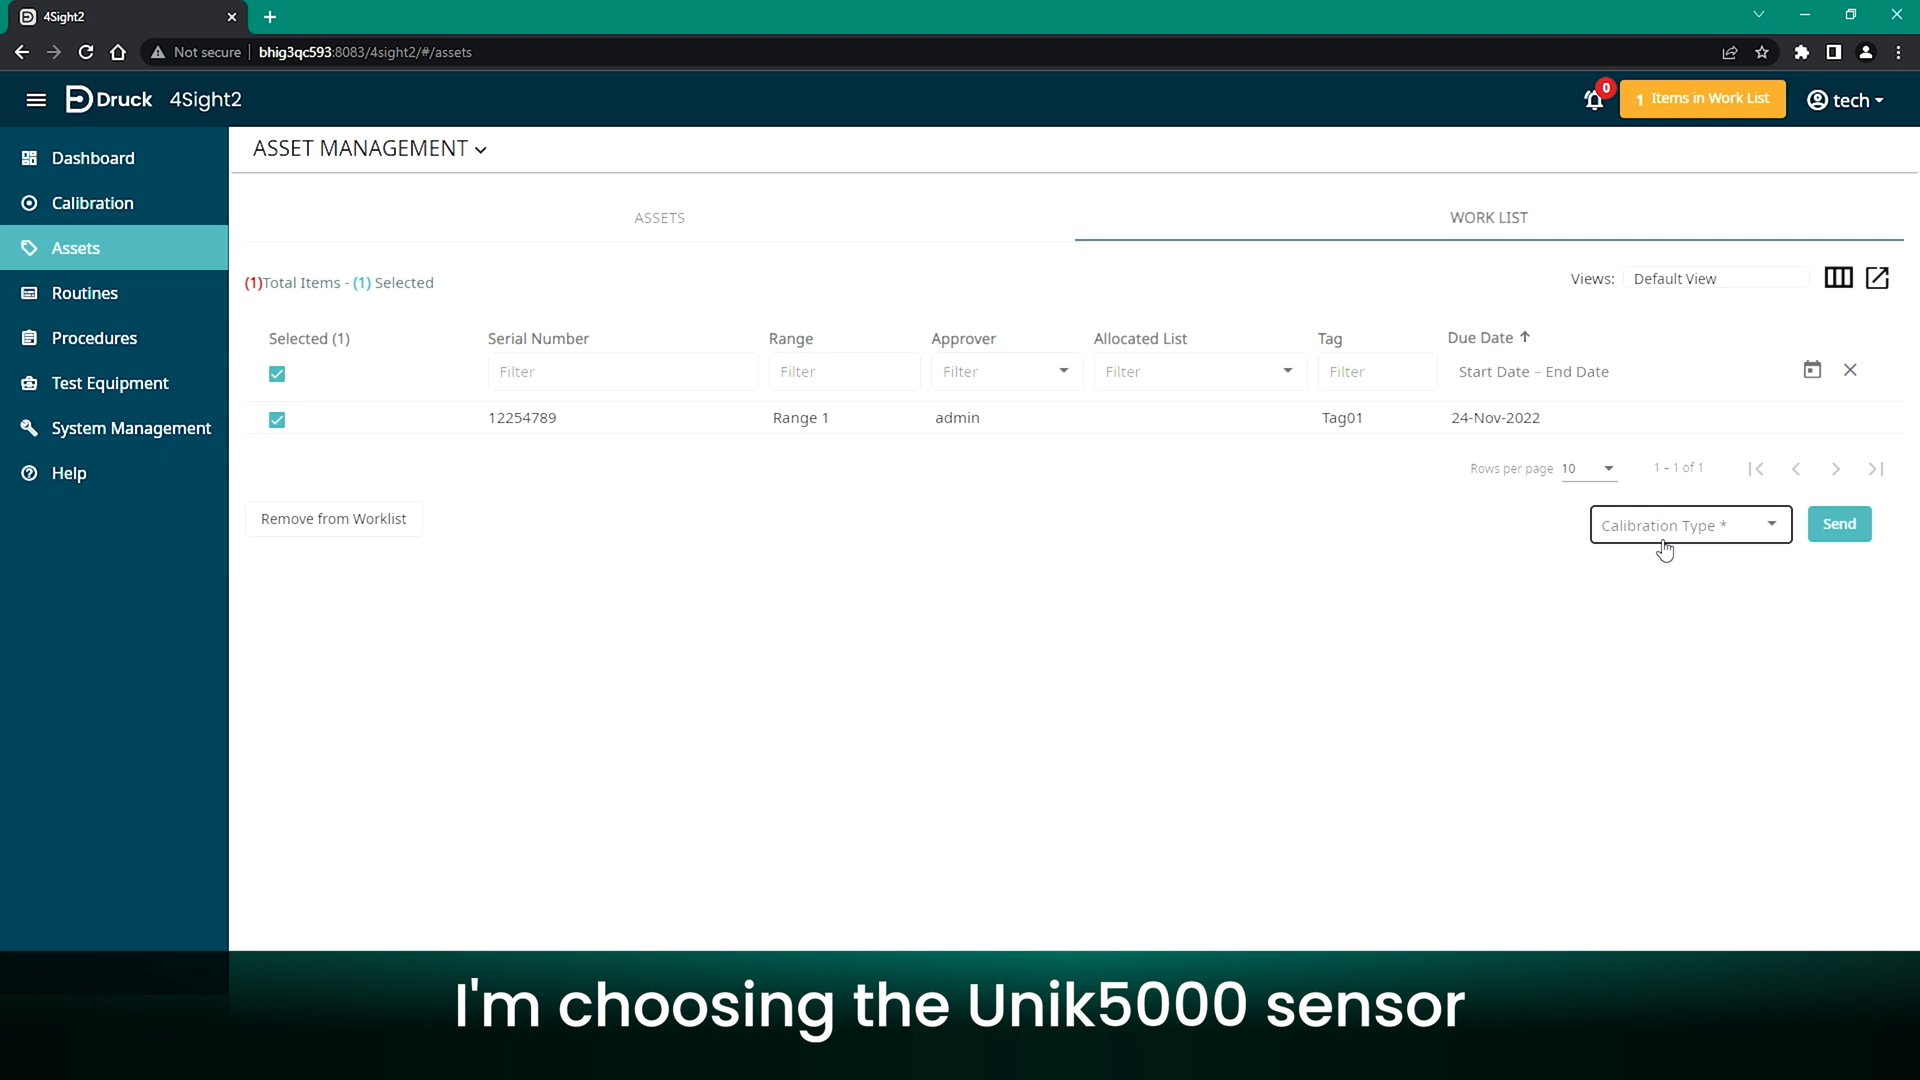 4Sight2
Not secure bhig3qc593:8083/4sight2/#/assets
Druck 4Sight2
0
1 Items in Work List
tech
Dashboard
Calibration
Assets
Routines
Procedures
Test Equipment
System Management
Help
ASSET MANAGEMENT
ASSETS
WORK LIST
(1)Total Items - (1) Selected
Views: Default View
Selected (1) Serial Number Range Approver Allocated List Tag Due Date
Filter Filter Filter Filter Filter Start Date – End Date
12254789 Range 1 admin Tag01 24-Nov-2022
Rows per page 10 1 – 1 of 1
Remove from Worklist
Calibration Type *
Send
I'm choosing the Unik5000 sensor